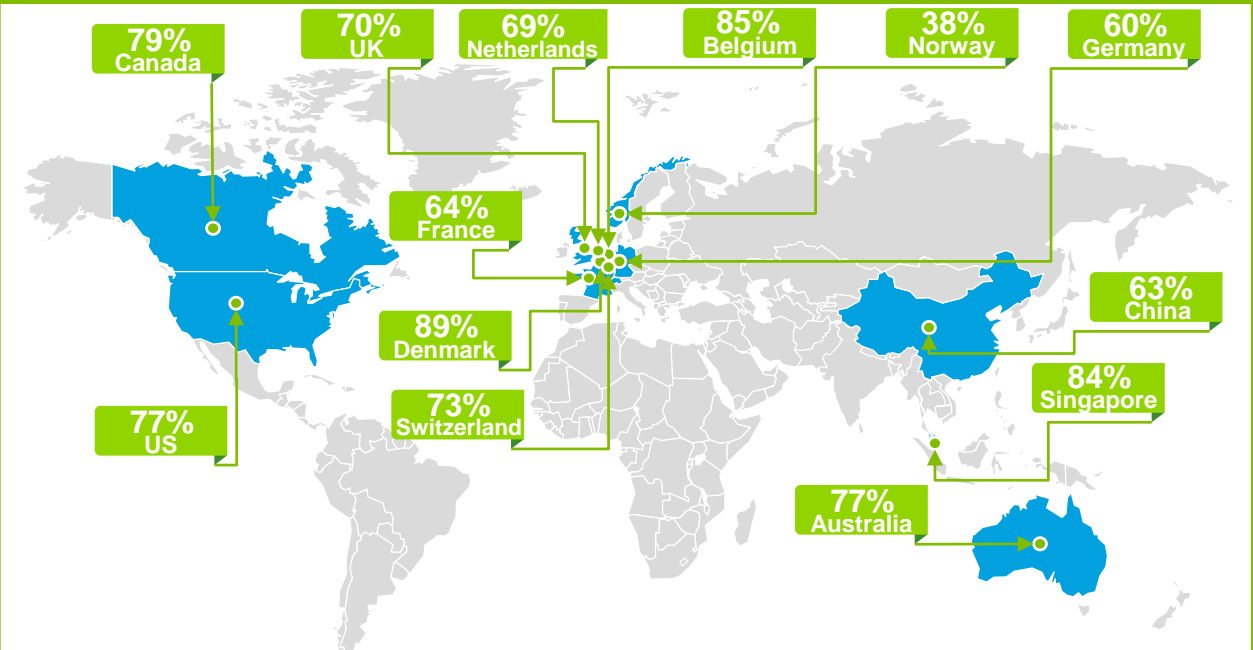 79%
Canada
70%
UK
69%
Netherlands
85%
Belgium
38%
Norway
60%
Germany
64%
France
89%
Denmark
73%
Switzerland
77%
US
63%
China
84%
Singapore
77%
Australia